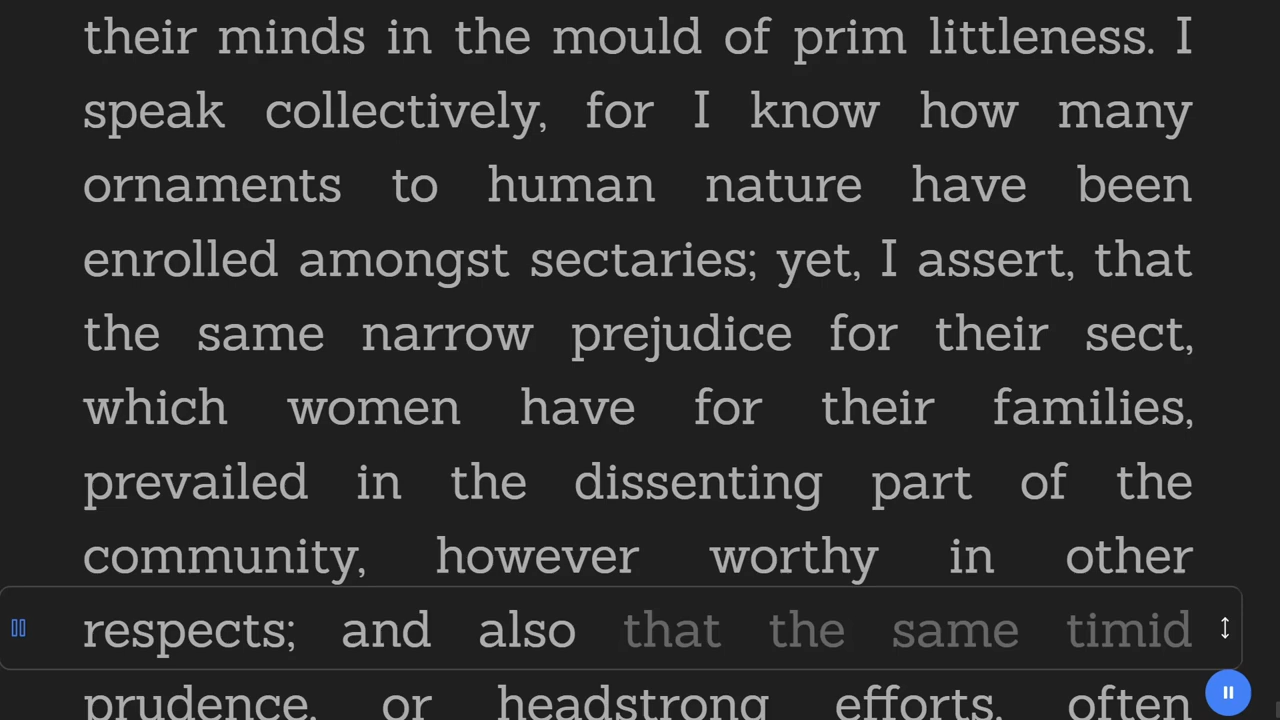 their minds in the mould of prim littleness. I
speak collectively, for I know how many
ornaments to human nature have been
enrolled amongst sectaries; yet, I assert, that
the same narrow prejudice for their sect,
which women have for their families,
prevailed in the dissenting part of the
community, however worthy in other
respects; and also that the same timid
prudence, or headstrong efforts, often